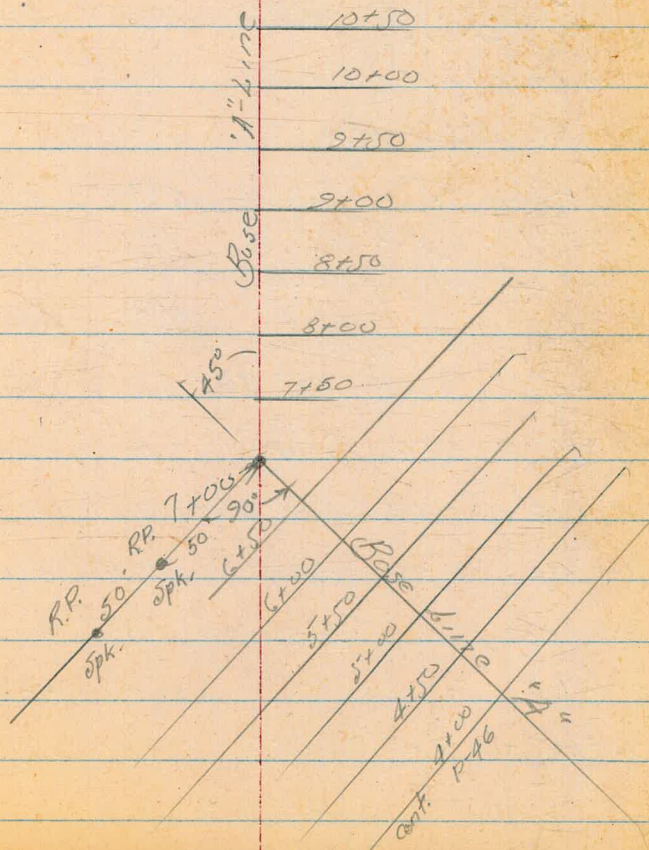 10+50
10+00
9+50
9+00
8+50
8+00
7+50
Base "A"-Line
45°
7+00
90°
R.P. 50'
Spk.
R.P. 50'
Spk.
6+50
6+00
5+50
5+00
4+50
4+00
cont. P-46
Base Line "A"